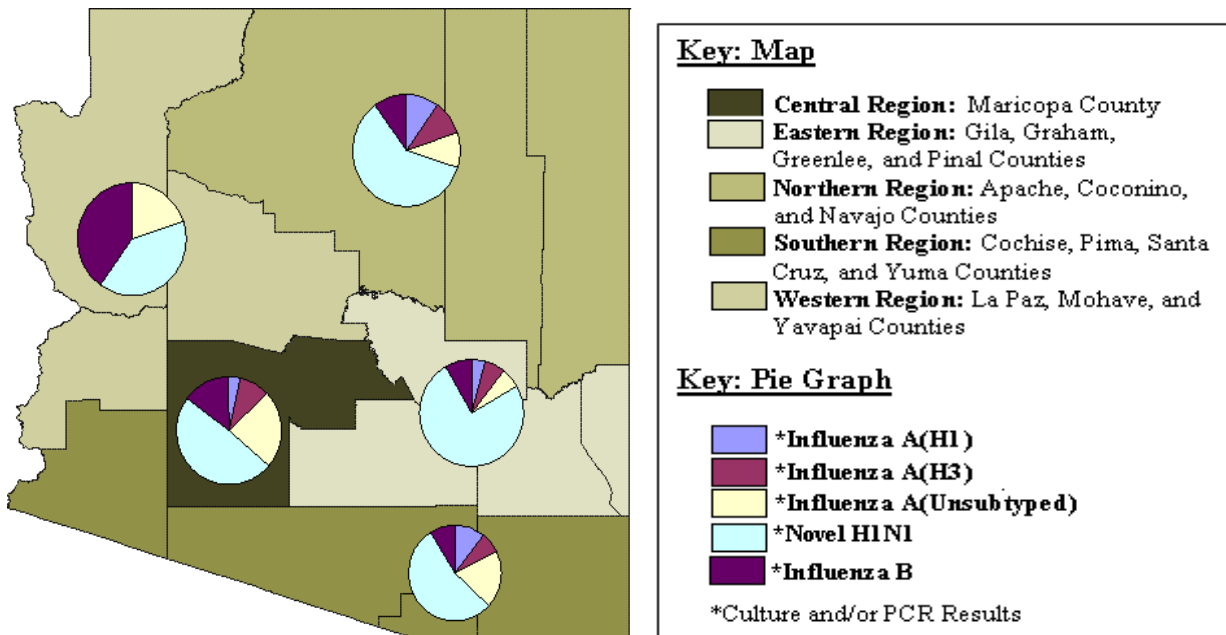 Key: Map
Central Region: Maricopa County
Eastern Region: Gila, Graham,
Greenlee, and Pinal Counties
Northern Region: Apache, Coconino,
and Navajo Counties
Southern Region: Cochise, Pima, Santa
Cruz, and Yuma Counties
Western Region: La Paz, Mohave, and
Yavapai Counties
Key: Pie Graph
*Influenza A(H1)
*Influenza A(H3)
*Influenza A(Unsubtyped)
*Novel H1N1
*Influenza B
*Culture and/or PCR Results